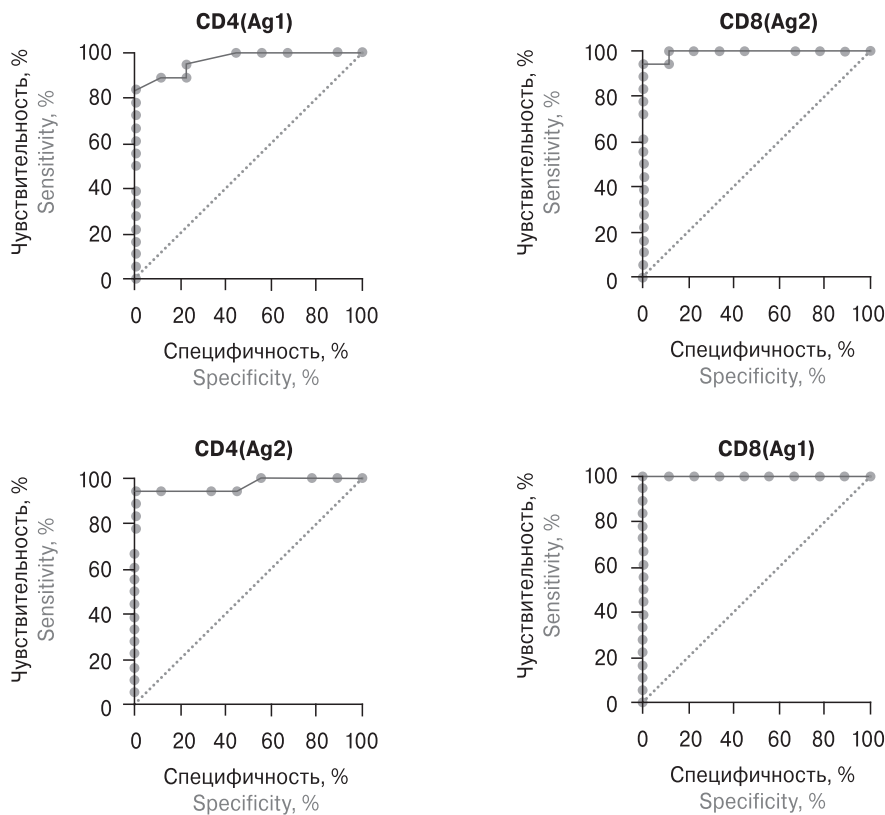 CD4(Ag1)
Чувствительность, %
Sensitivity, %
100
80
60
40
20
0
0 20 40 60 80 100
Специфичность, %
Specificity, %
CD8(Ag2)
Чувствительность, %
Sensitivity, %
100
80
60
40
20
0
0 20 40 60 80 100
Специфичность, %
Specificity, %
CD4(Ag2)
Чувствительность, %
Sensitivity, %
100
80
60
40
20
0
0 20 40 60 80 100
Специфичность, %
Specificity, %
CD8(Ag1)
Чувствительность, %
Sensitivity, %
100
80
60
40
20
0
0 20 40 60 80 100
Специфичность, %
Specificity, %